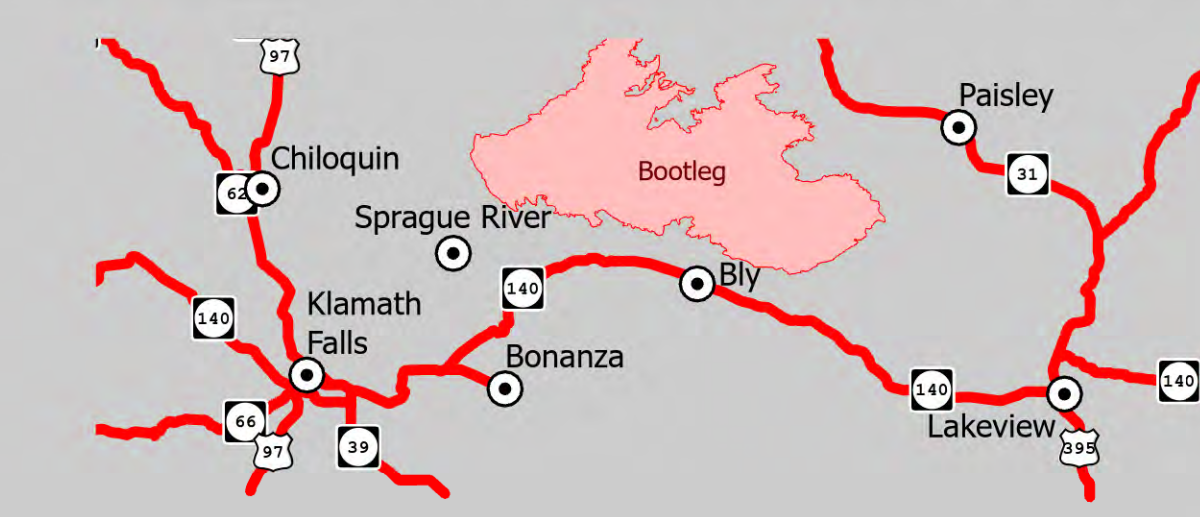 97
Paisley
Chiloquin
Bootleg
31
62
Sprague River
Bly
140
Klamath
Falls
140
Bonanza
140
140
66
Lakeview
97
39
395